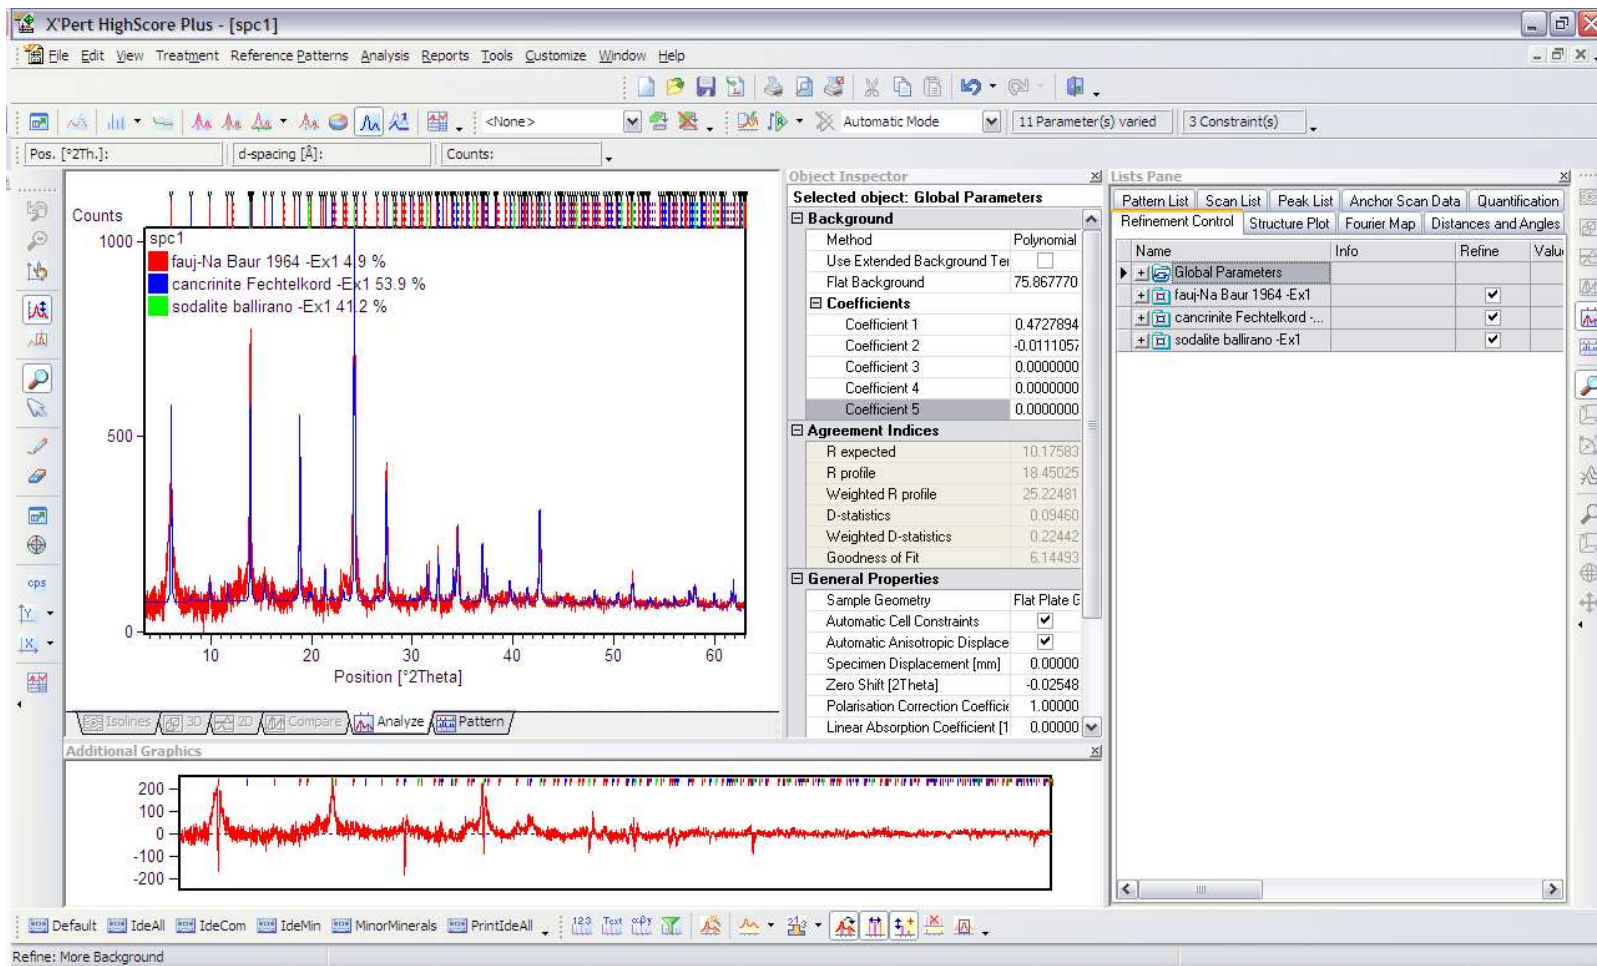 X'Pert HighScore Plus - [spc1]
File Edit View Treatment Reference Patterns Analysis Reports Tools Customize Window Help
<None> Automatic Mode 11 Parameter(s) varied 3 Constraint(s)
Pos. [°2Th.]: d-spacing [Å]: Counts:
Counts
1000
500
0
spc1
fauj-Na Baur 1964 -Ex1 4.9 %
cancrinite Fechtelkord -Ex1 53.9 %
sodalite ballirano -Ex1 41.2 %
10 20 30 40 50 60
Position [°2Theta]
Isolines 3D 2D Compare Analyze Pattern
Object Inspector
Selected object: Global Parameters
Background
Method Polynomial
Use Extended Background Ter
Flat Background 75.867770
Coefficients
Coefficient 1 0.4727894
Coefficient 2 -0.0111057
Coefficient 3 0.0000000
Coefficient 4 0.0000000
Coefficient 5 0.0000000
Agreement Indices
R expected 10.17583
R profile 18.45025
Weighted R profile 25.22481
D-statistics 0.09460
Weighted D-statistics 0.22442
Goodness of Fit 6.14493
General Properties
Sample Geometry Flat Plate G
Automatic Cell Constraints
Automatic Anisotropic Displace
Specimen Displacement [mm] 0.00000
Zero Shift [2Theta] -0.02548
Polarisation Correction Coefficie 1.00000
Linear Absorption Coefficient [1 0.00000
Lists Pane
Pattern List Scan List Peak List Anchor Scan Data Quantification
Refinement Control Structure Plot Fourier Map Distances and Angles
Name Info Refine Valu
Global Parameters
fauj-Na Baur 1964 -Ex1
cancrinite Fechtelkord -...
sodalite ballirano -Ex1
Additional Graphics
200
100
0
-100
-200
cps
Y
X
Default IdeAll IdeCom IdeMin MinorMinerals PrintIdeAll 123 Text αβγ
Refine: More Background